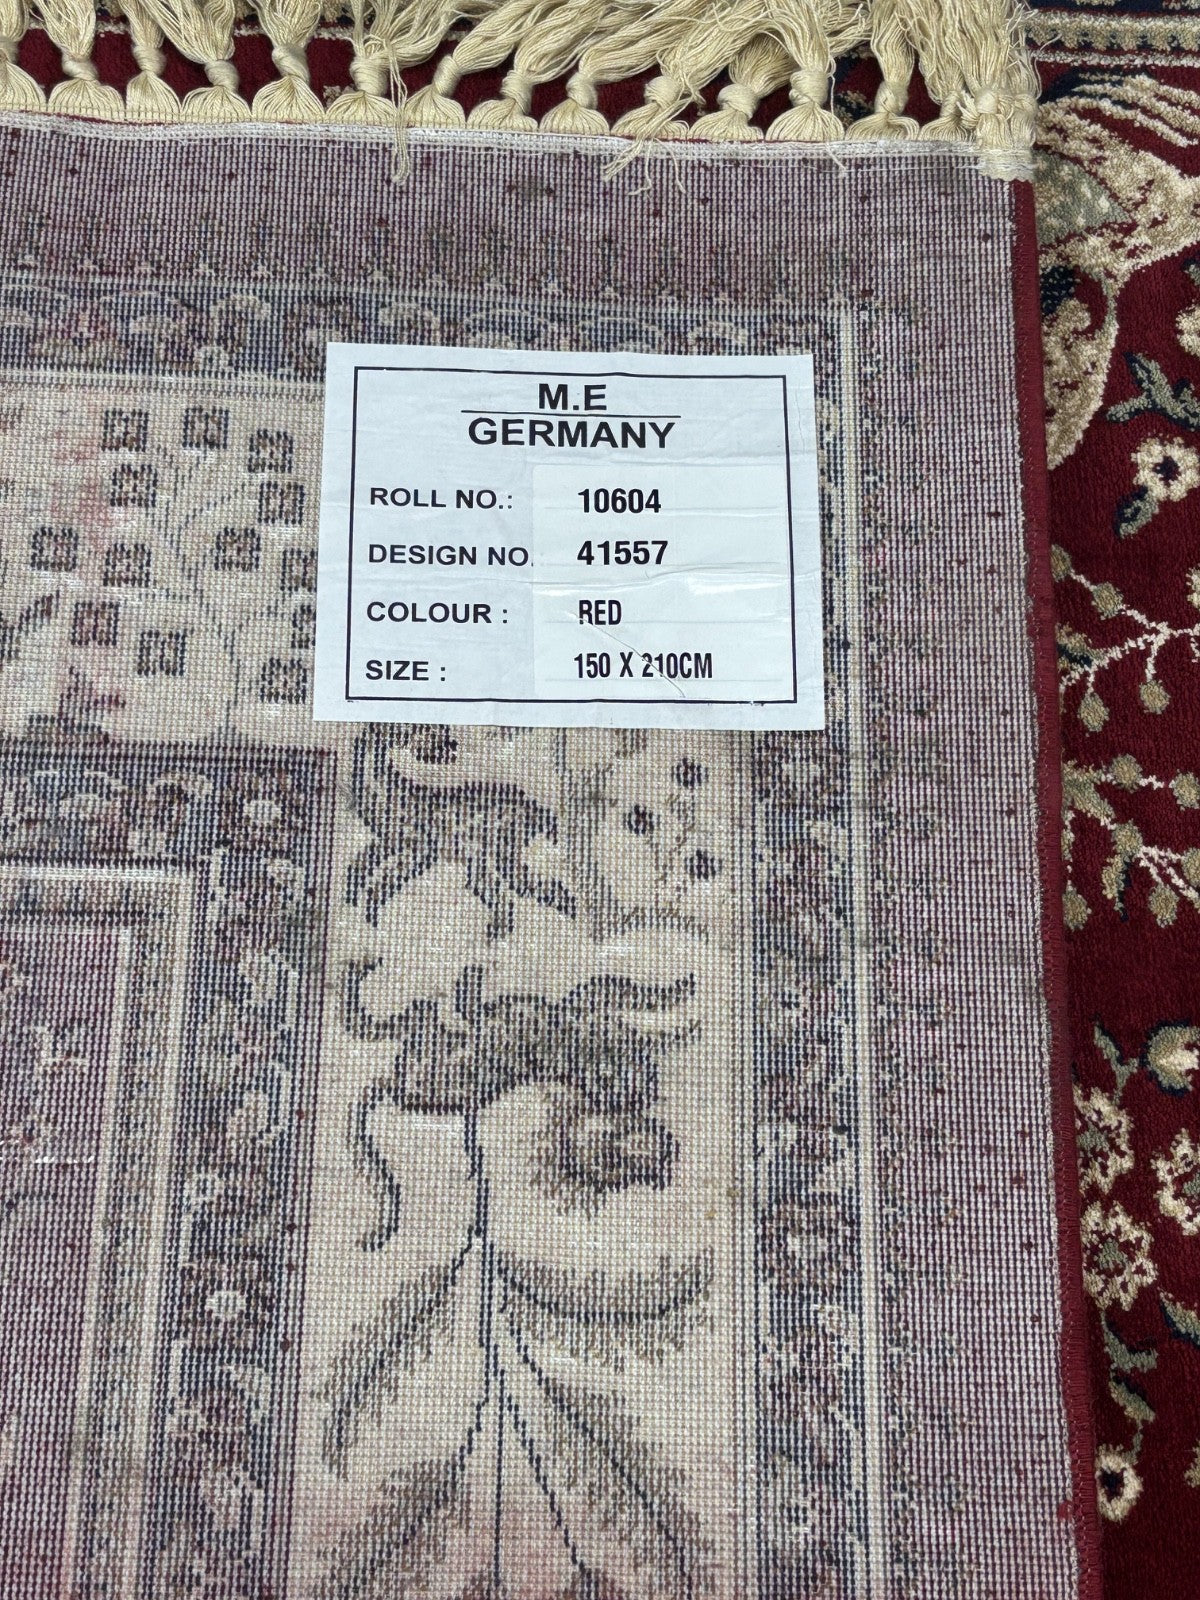 M.E
GERMANY
ROLL NO.: 10604
DESIGN NO. 41557
COLOUR : RED
SIZE : 150 X 210CM